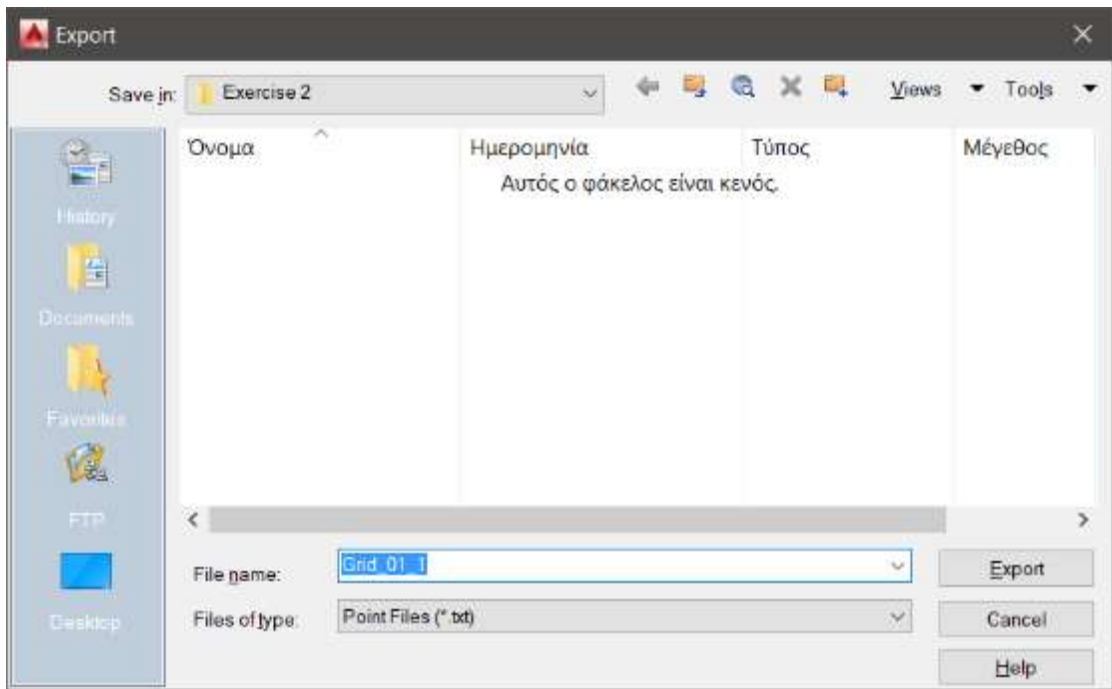 Export
Save in: Exercise 2 Views Tools
Όνομα Ημερομηνία Τύπος Μέγεθος
Αυτός ο φάκελος είναι κενός.
History
Documents
Favorites
FTP
Desktop
File name: Grid_01_1 Export
Files of type: Point Files (*.txt) Cancel
Help